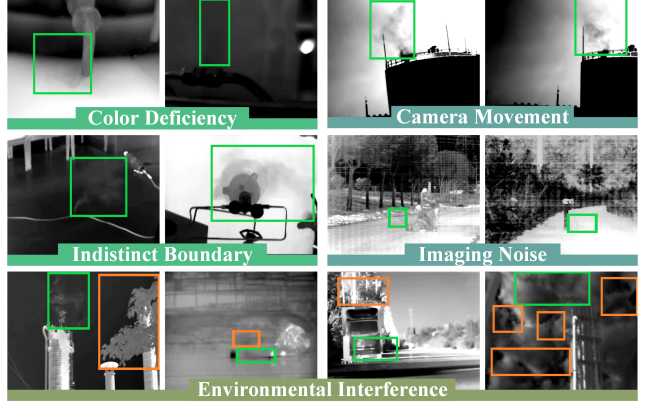 Color Deficiency
Camera Movement
Indistinct Boundary
Imaging Noise
Environmental Interference